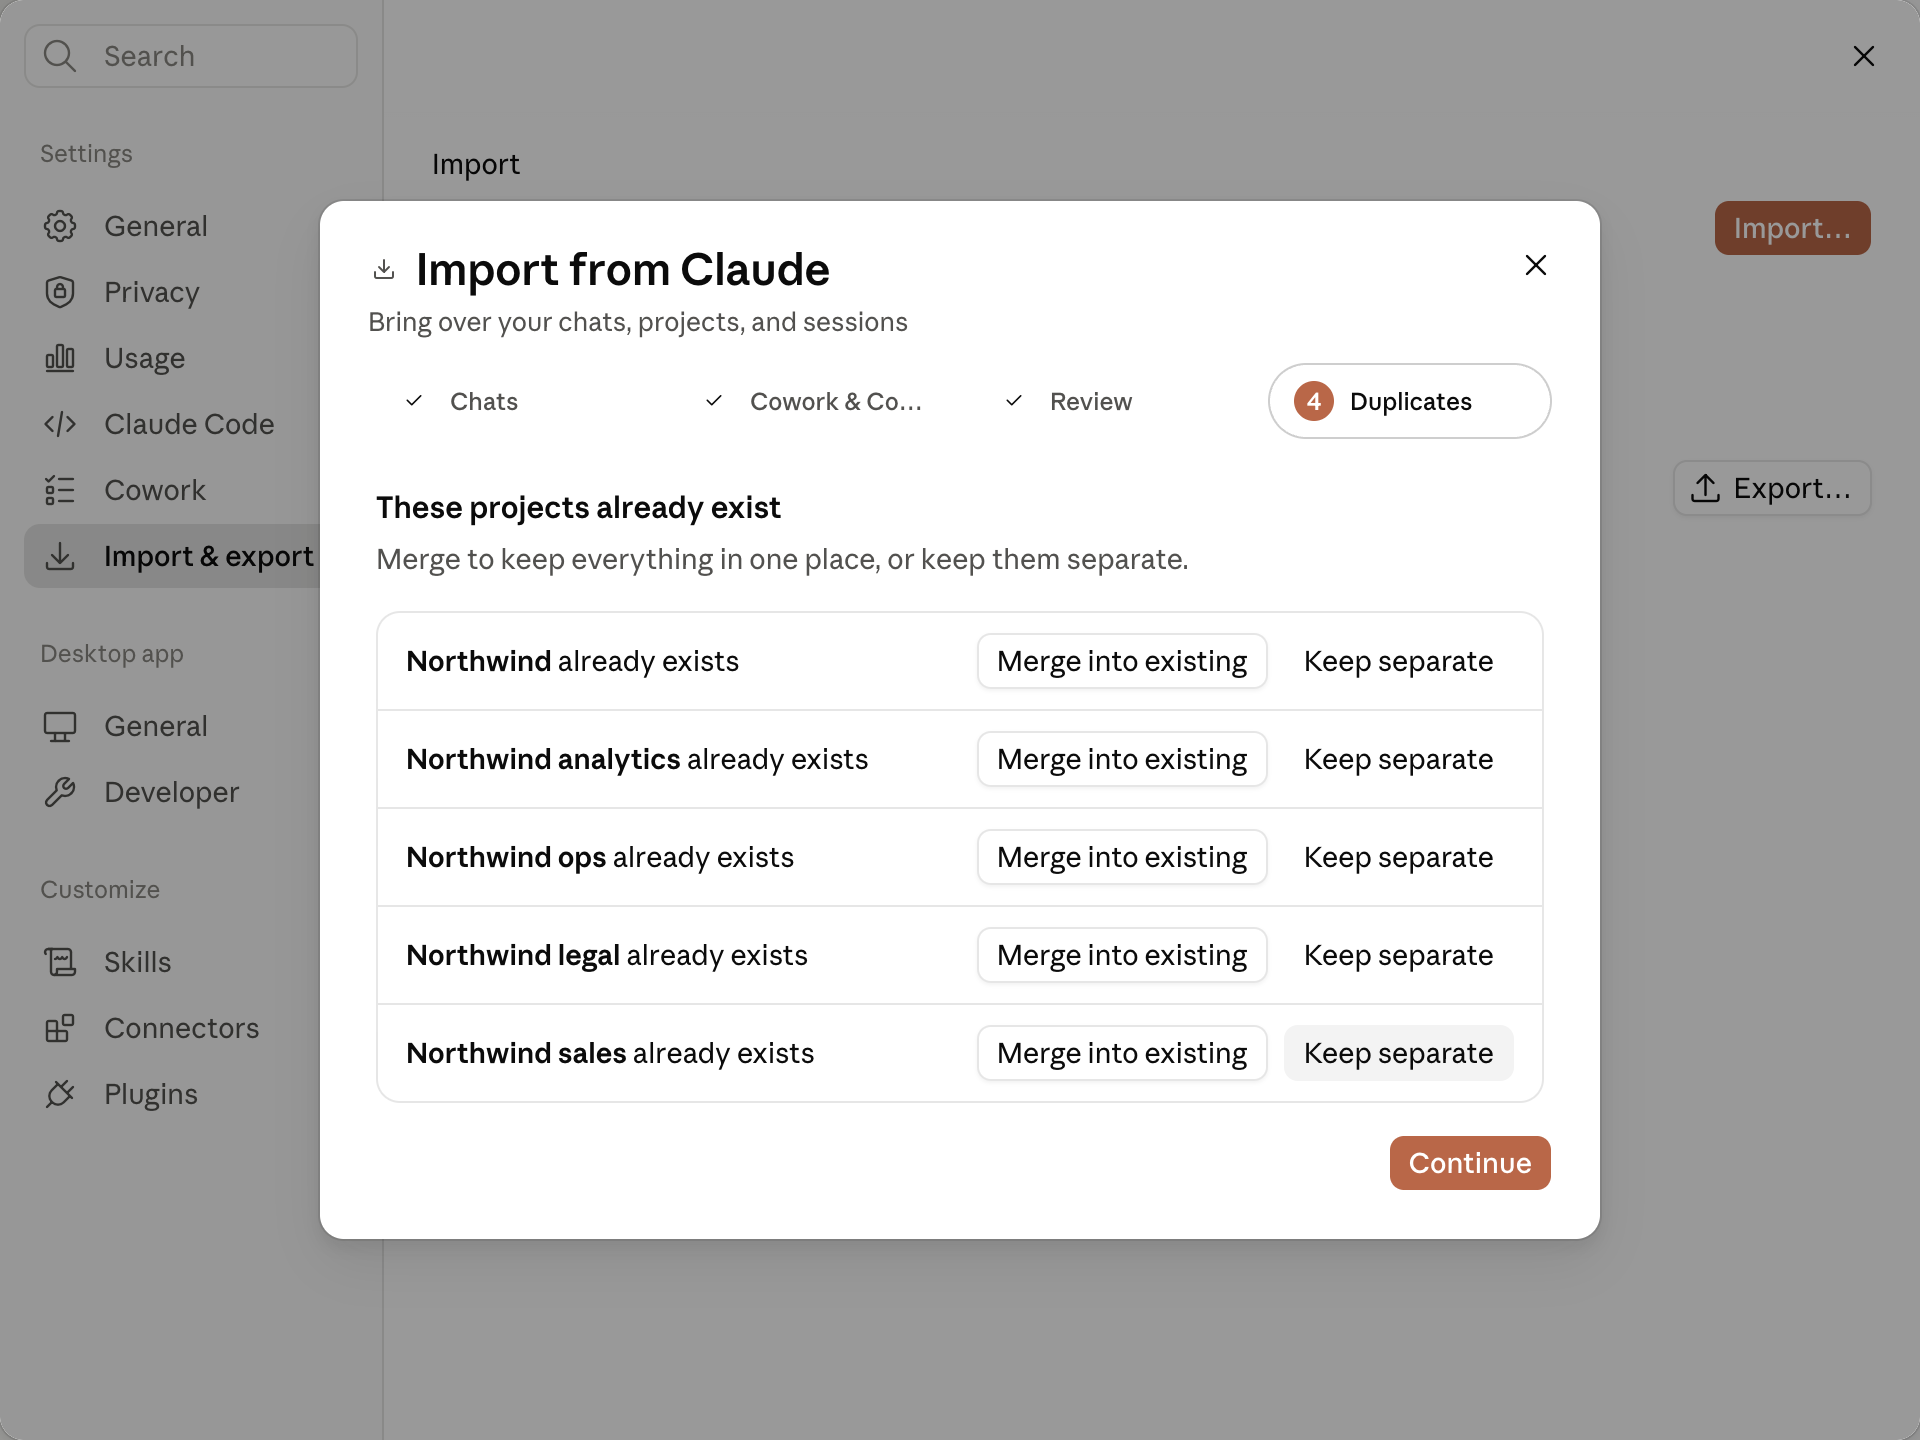 Search
Settings
General
Privacy
Usage
Claude Code
Cowork
Import & export
Desktop app
General
Developer
Customize
Skills
Connectors
Plugins
Import
Import...
Export...
Import from Claude
Bring over your chats, projects, and sessions
Chats
Cowork & Co...
Review
4 Duplicates
These projects already exist
Merge to keep everything in one place, or keep them separate.
Northwind already exists Merge into existing Keep separate
Northwind analytics already exists Merge into existing Keep separate
Northwind ops already exists Merge into existing Keep separate
Northwind legal already exists Merge into existing Keep separate
Northwind sales already exists Merge into existing Keep separate
Continue